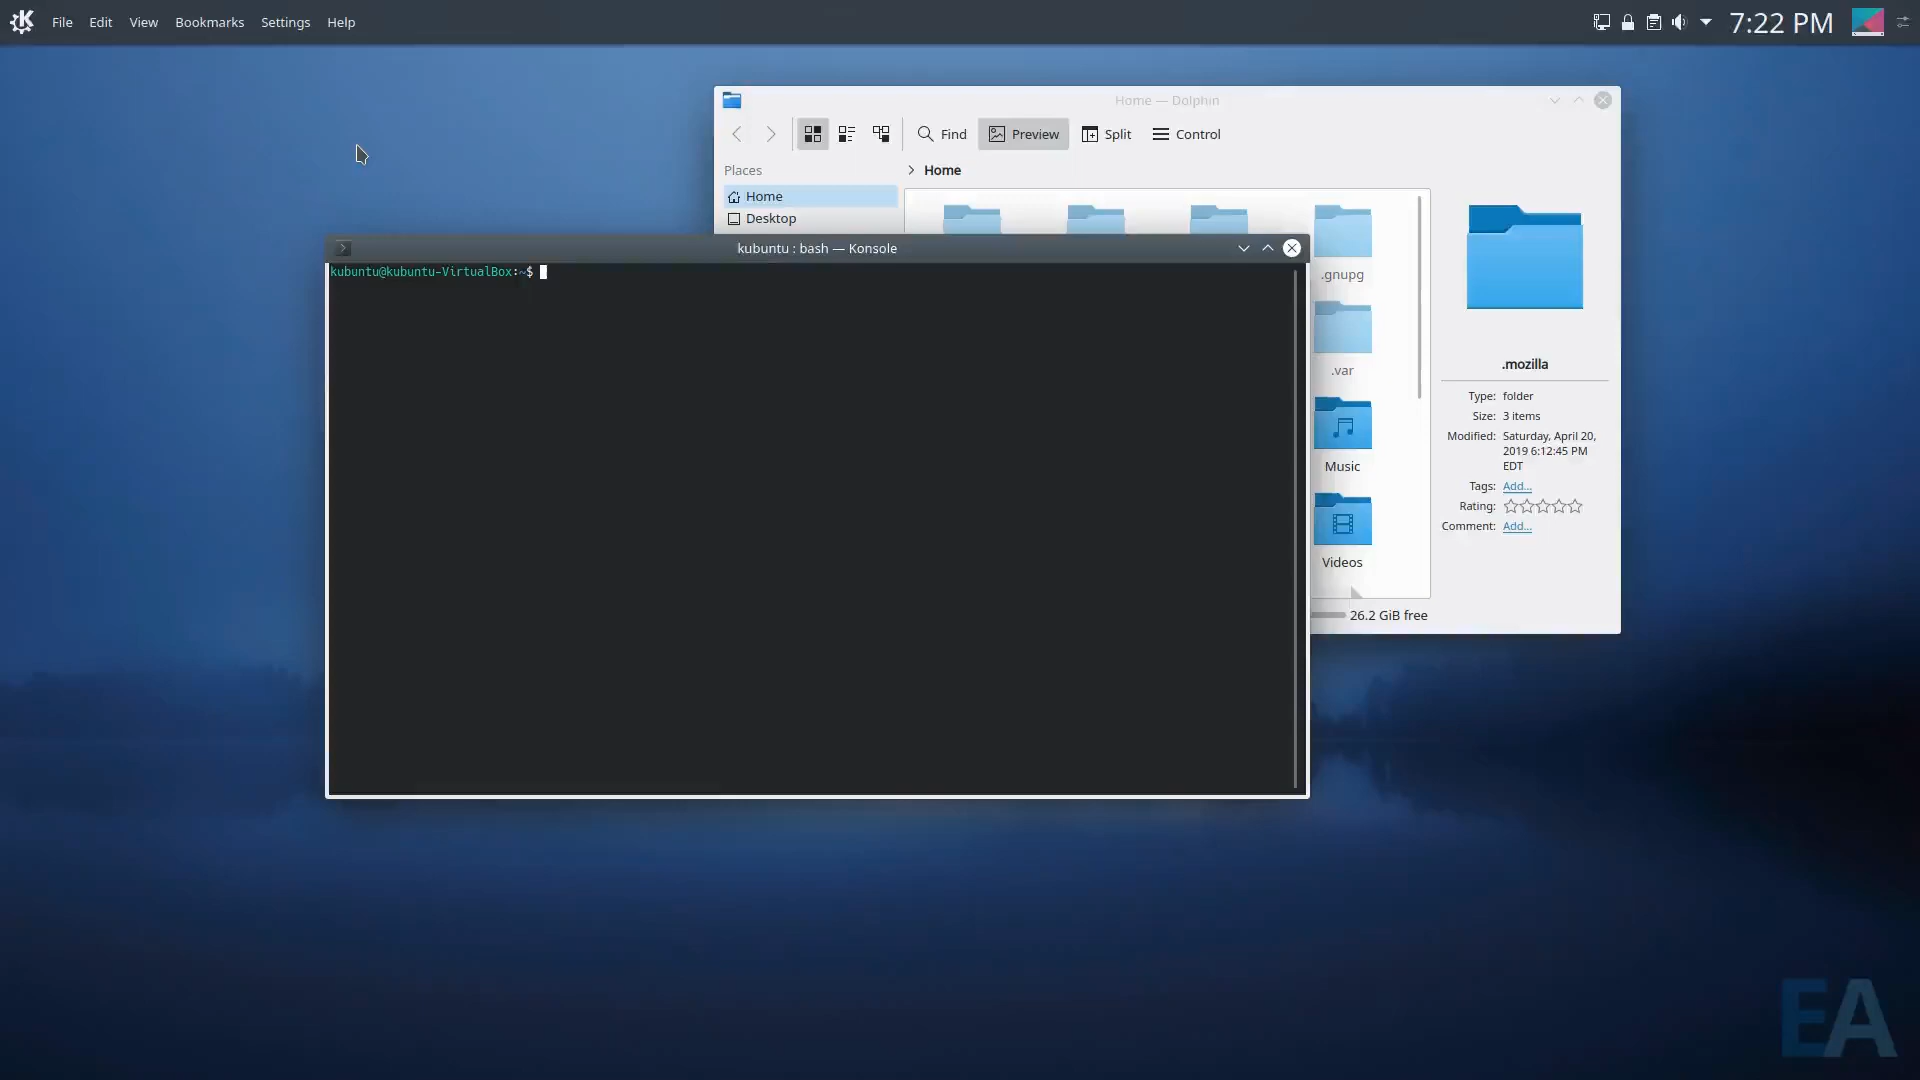 File Edit View Bookmarks Settings Help
7:22 PM
Home — Dolphin
Find Preview Split Control
Places
Home
Home
Desktop
kubuntu : bash — Konsole
kubuntu@kubuntu-VirtualBox:~$
.gnupg
.var
Music
Videos
.mozilla
Type: folder
Size: 3 items
Modified: Saturday, April 20,
2019 6:12:45 PM
EDT
Tags: Add...
Rating:
Comment: Add...
26.2 GiB free
EA